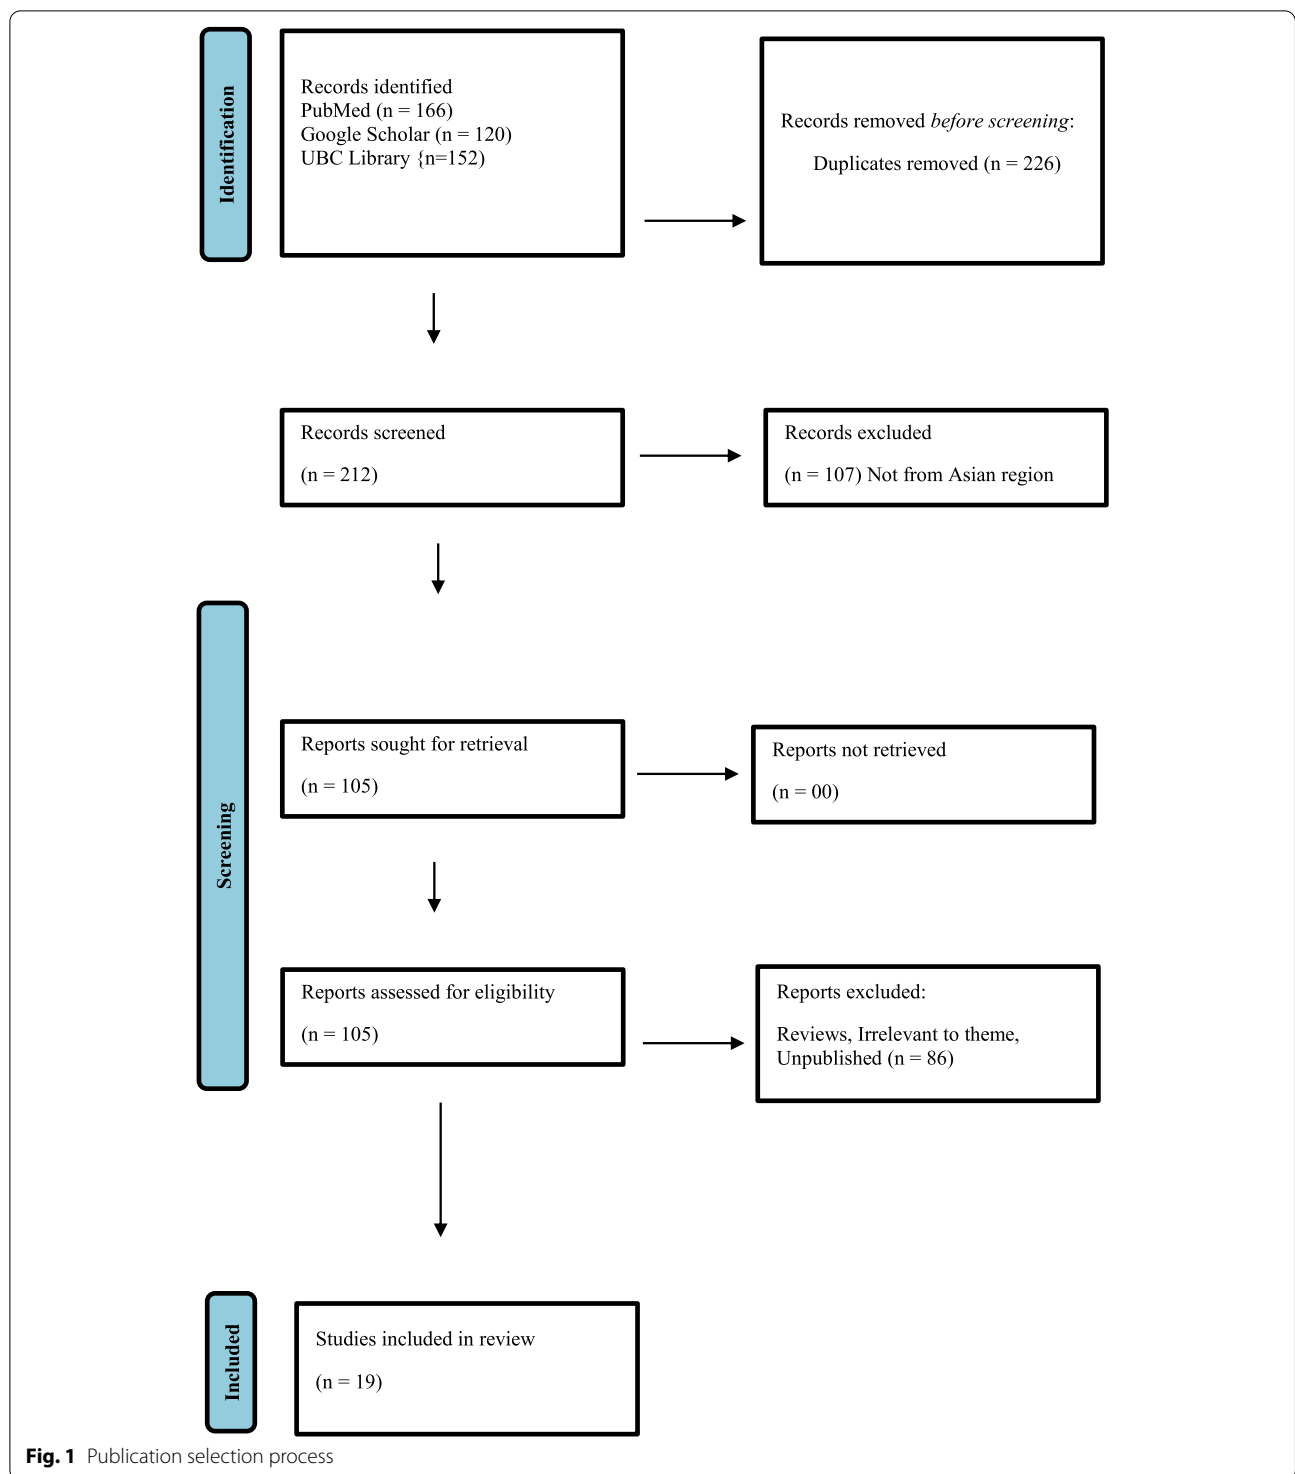 Identification
Records identified
PubMed (n = 166)
Google Scholar (n = 120)
UBC Library {n=152)
Records removed before screening:
Duplicates removed (n = 226)
Records screened
(n = 212)
Records excluded
(n = 107) Not from Asian region
Screening
Reports sought for retrieval
(n = 105)
Reports not retrieved
(n = 00)
Reports assessed for eligibility
(n = 105)
Reports excluded:
Reviews, Irrelevant to theme,
Unpublished (n = 86)
Included
Studies included in review
(n = 19)
Fig. 1 Publication selection process